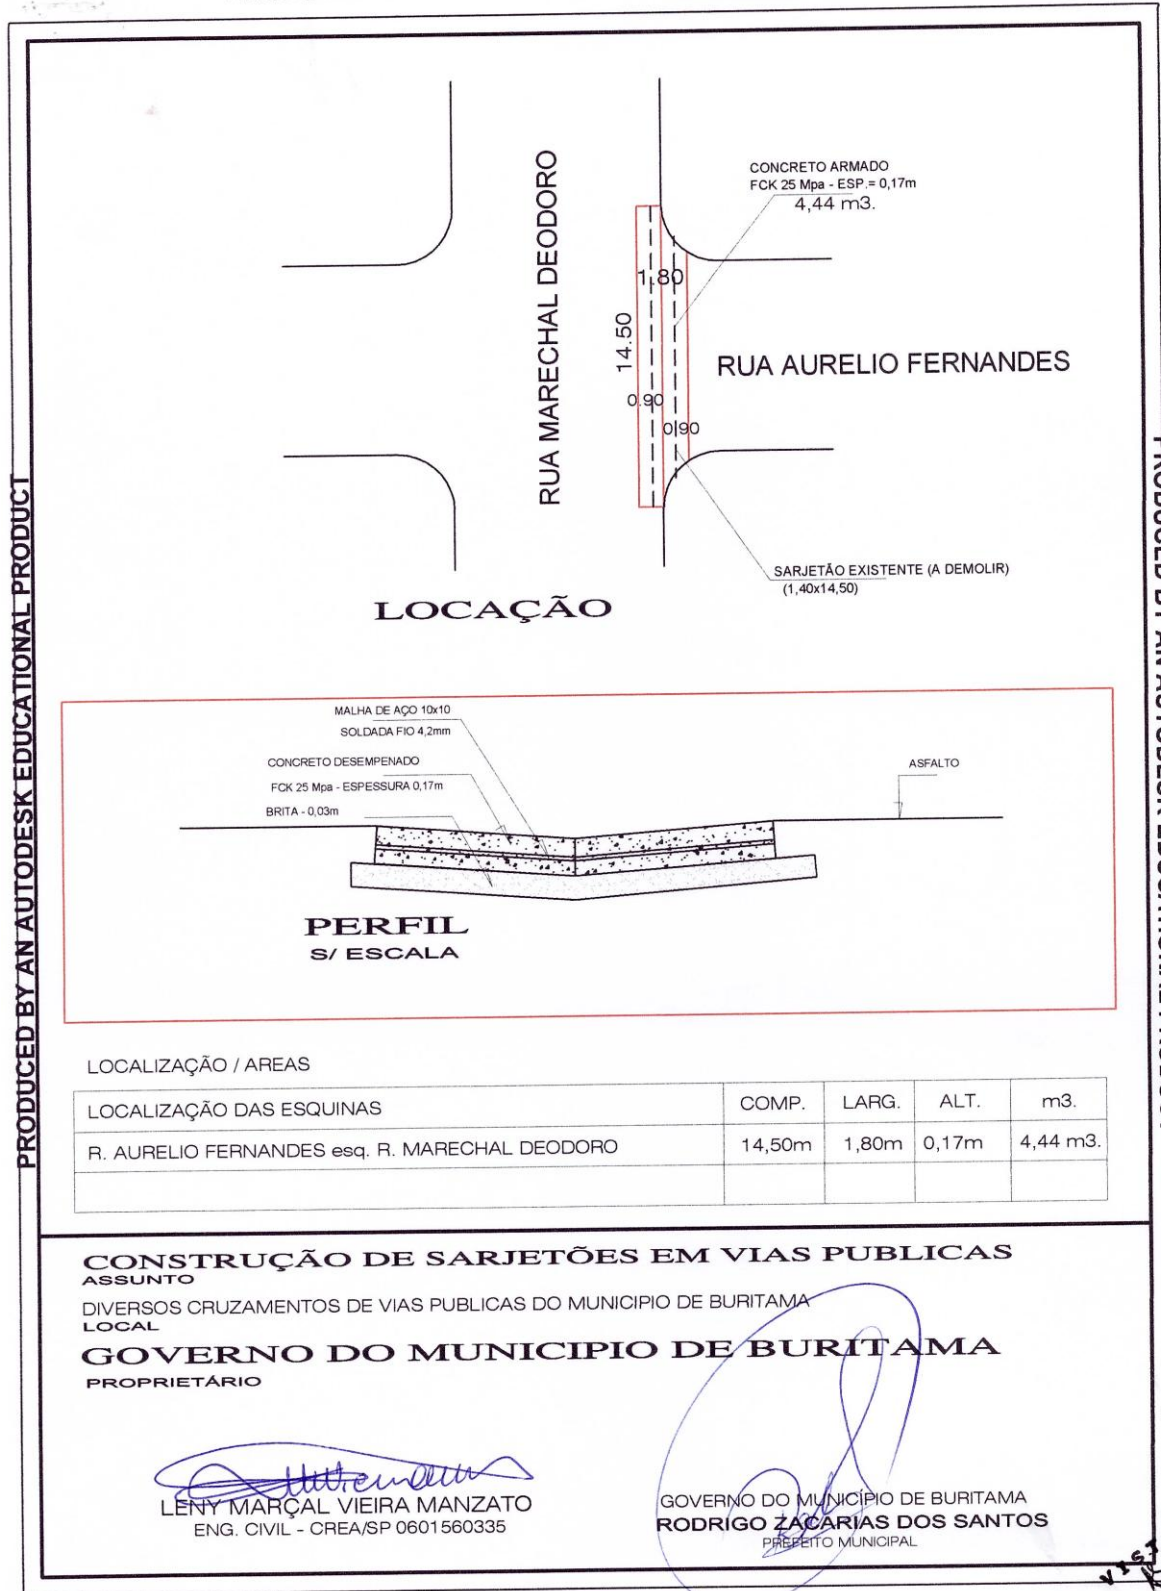 RUA MARECHAL DEODORO
CONCRETO ARMADO
FCK 25 Mpa - ESP.= 0,17m
4,44 m3.
1.80
14.50
0.90
0.90
RUA AURELIO FERNANDES
SARJETÃO EXISTENTE (A DEMOLIR)
(1,40x14,50)
LOCAÇÃO
MALHA DE AÇO 10x10
SOLDADA FIO 4,2mm
CONCRETO DESEMPENADO
FCK 25 Mpa - ESPESSURA 0,17m
BRITA - 0,03m
ASFALTO
PERFIL
S/ ESCALA
LOCALIZAÇÃO / AREAS
LOCALIZAÇÃO DAS ESQUINAS COMP. LARG. ALT. m3.
R. AURELIO FERNANDES esq. R. MARECHAL DEODORO 14,50m 1,80m 0,17m 4,44 m3.
CONSTRUÇÃO DE SARJETÕES EM VIAS PUBLICAS
ASSUNTO
DIVERSOS CRUZAMENTOS DE VIAS PUBLICAS DO MUNICIPIO DE BURITAMA
LOCAL
GOVERNO DO MUNICIPIO DE BURITAMA
PROPRIETÁRIO
LENY MARÇAL VIEIRA MANZATO
ENG. CIVIL - CREA/SP 0601560335
GOVERNO DO MUNICÍPIO DE BURITAMA
RODRIGO ZACARIAS DOS SANTOS
PREFEITO MUNICIPAL
PRODUCED BY AN AUTODESK EDUCATIONAL PRODUCT